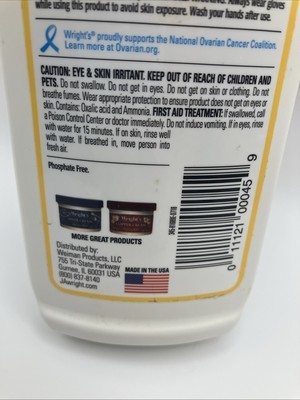 while using this product to avoid skin exposure. Wash your hands after use.
Wright's® proudly supports the National Ovarian Cancer Coalition.
Learn more at Ovarian.org.
CAUTION: EYE & SKIN IRRITANT. KEEP OUT OF REACH OF CHILDREN AND
PETS. Do not swallow. Do not get in eyes. Do not get on skin or clothing. Do not
breathe fumes. Wear appropriate protection to ensure product does not get on eyes or
skin. Contains: Oxalic acid and Ammonia. FIRST AID TREATMENT: If swallowed, call
a Poison Control Center or doctor immediately. Do not induce vomiting. If in eyes, rinse
with water for 15 minutes. If on skin, rinse well
with water. If breathed in, move person into
fresh air.
Phosphate Free.
Wright's
Wright's
MORE GREAT PRODUCTS
Distributed by:
Weiman Products, LLC
755 Tri-State Parkway
Gurnee, IL 60031 USA
(800)-837-8140
JAwright.com
MADE IN THE USA
0 11121 00045 9